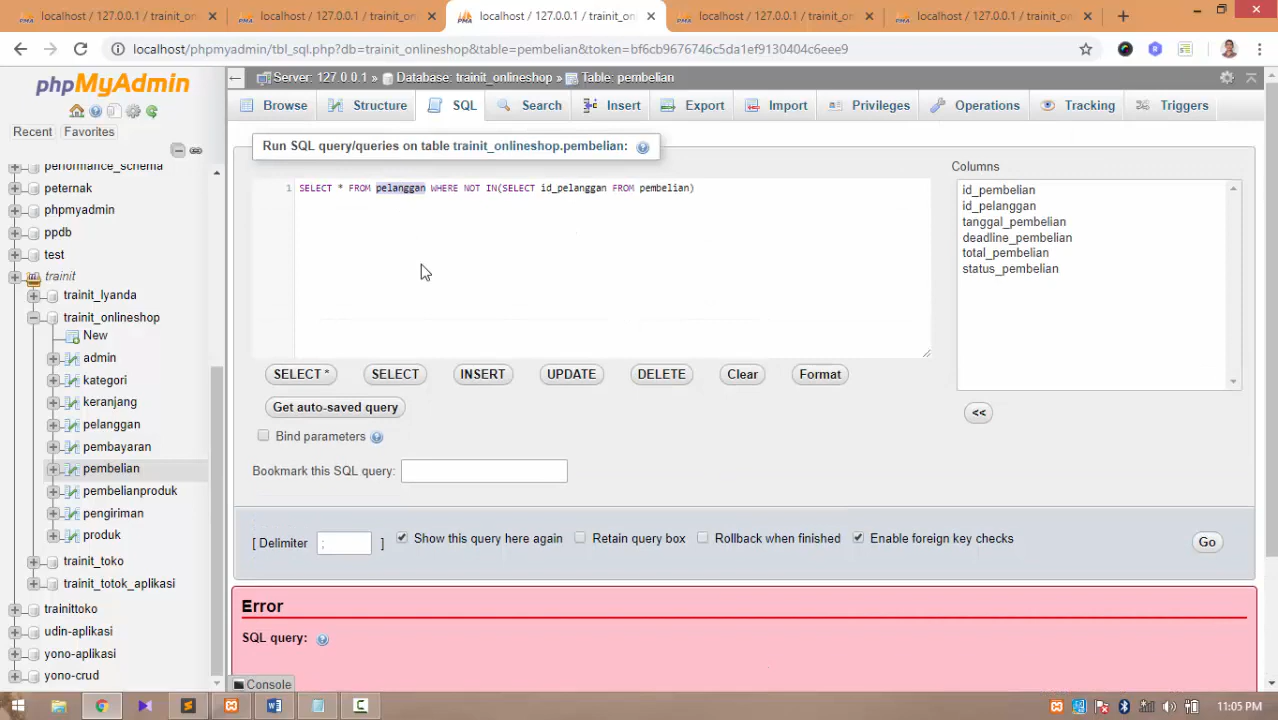 localhost / 127.0.0.1 / trainit_on
localhost / 127.0.0.1 / trainit_on
localhost / 127.0.0.1 / trainit_on
localhost / 127.0.0.1 / trainit_on
localhost / 127.0.0.1 / trainit_on
localhost/phpmyadmin/tbl_sql.php?db=trainit_onlineshop&table=pembelian&token=bf6cb9676746c5da1ef9130404c6eee9
phpMyAdmin
Recent
Favorites
performance_schema
peternak
phpmyadmin
ppdb
test
trainit
trainit_lyanda
trainit_onlineshop
New
admin
kategori
keranjang
pelanggan
pembayaran
pembelian
pembelianproduk
pengiriman
produk
trainit_toko
trainit_totok_aplikasi
trainittoko
udin-aplikasi
yono-aplikasi
yono-crud
Server: 127.0.0.1 » Database: trainit_onlineshop » Table: pembelian
Browse
Structure
SQL
Search
Insert
Export
Import
Privileges
Operations
Tracking
Triggers
Run SQL query/queries on table trainit_onlineshop.pembelian:
1 SELECT * FROM pelanggan WHERE NOT IN(SELECT id_pelanggan FROM pembelian)
Columns
id_pembelian
id_pelanggan
tanggal_pembelian
deadline_pembelian
total_pembelian
status_pembelian
<<
SELECT *
SELECT
INSERT
UPDATE
DELETE
Clear
Format
Get auto-saved query
Bind parameters
Bookmark this SQL query:
[ Delimiter ; ]
Show this query here again
Retain query box
Rollback when finished
Enable foreign key checks
Go
Error
SQL query:
Console
11:05 PM